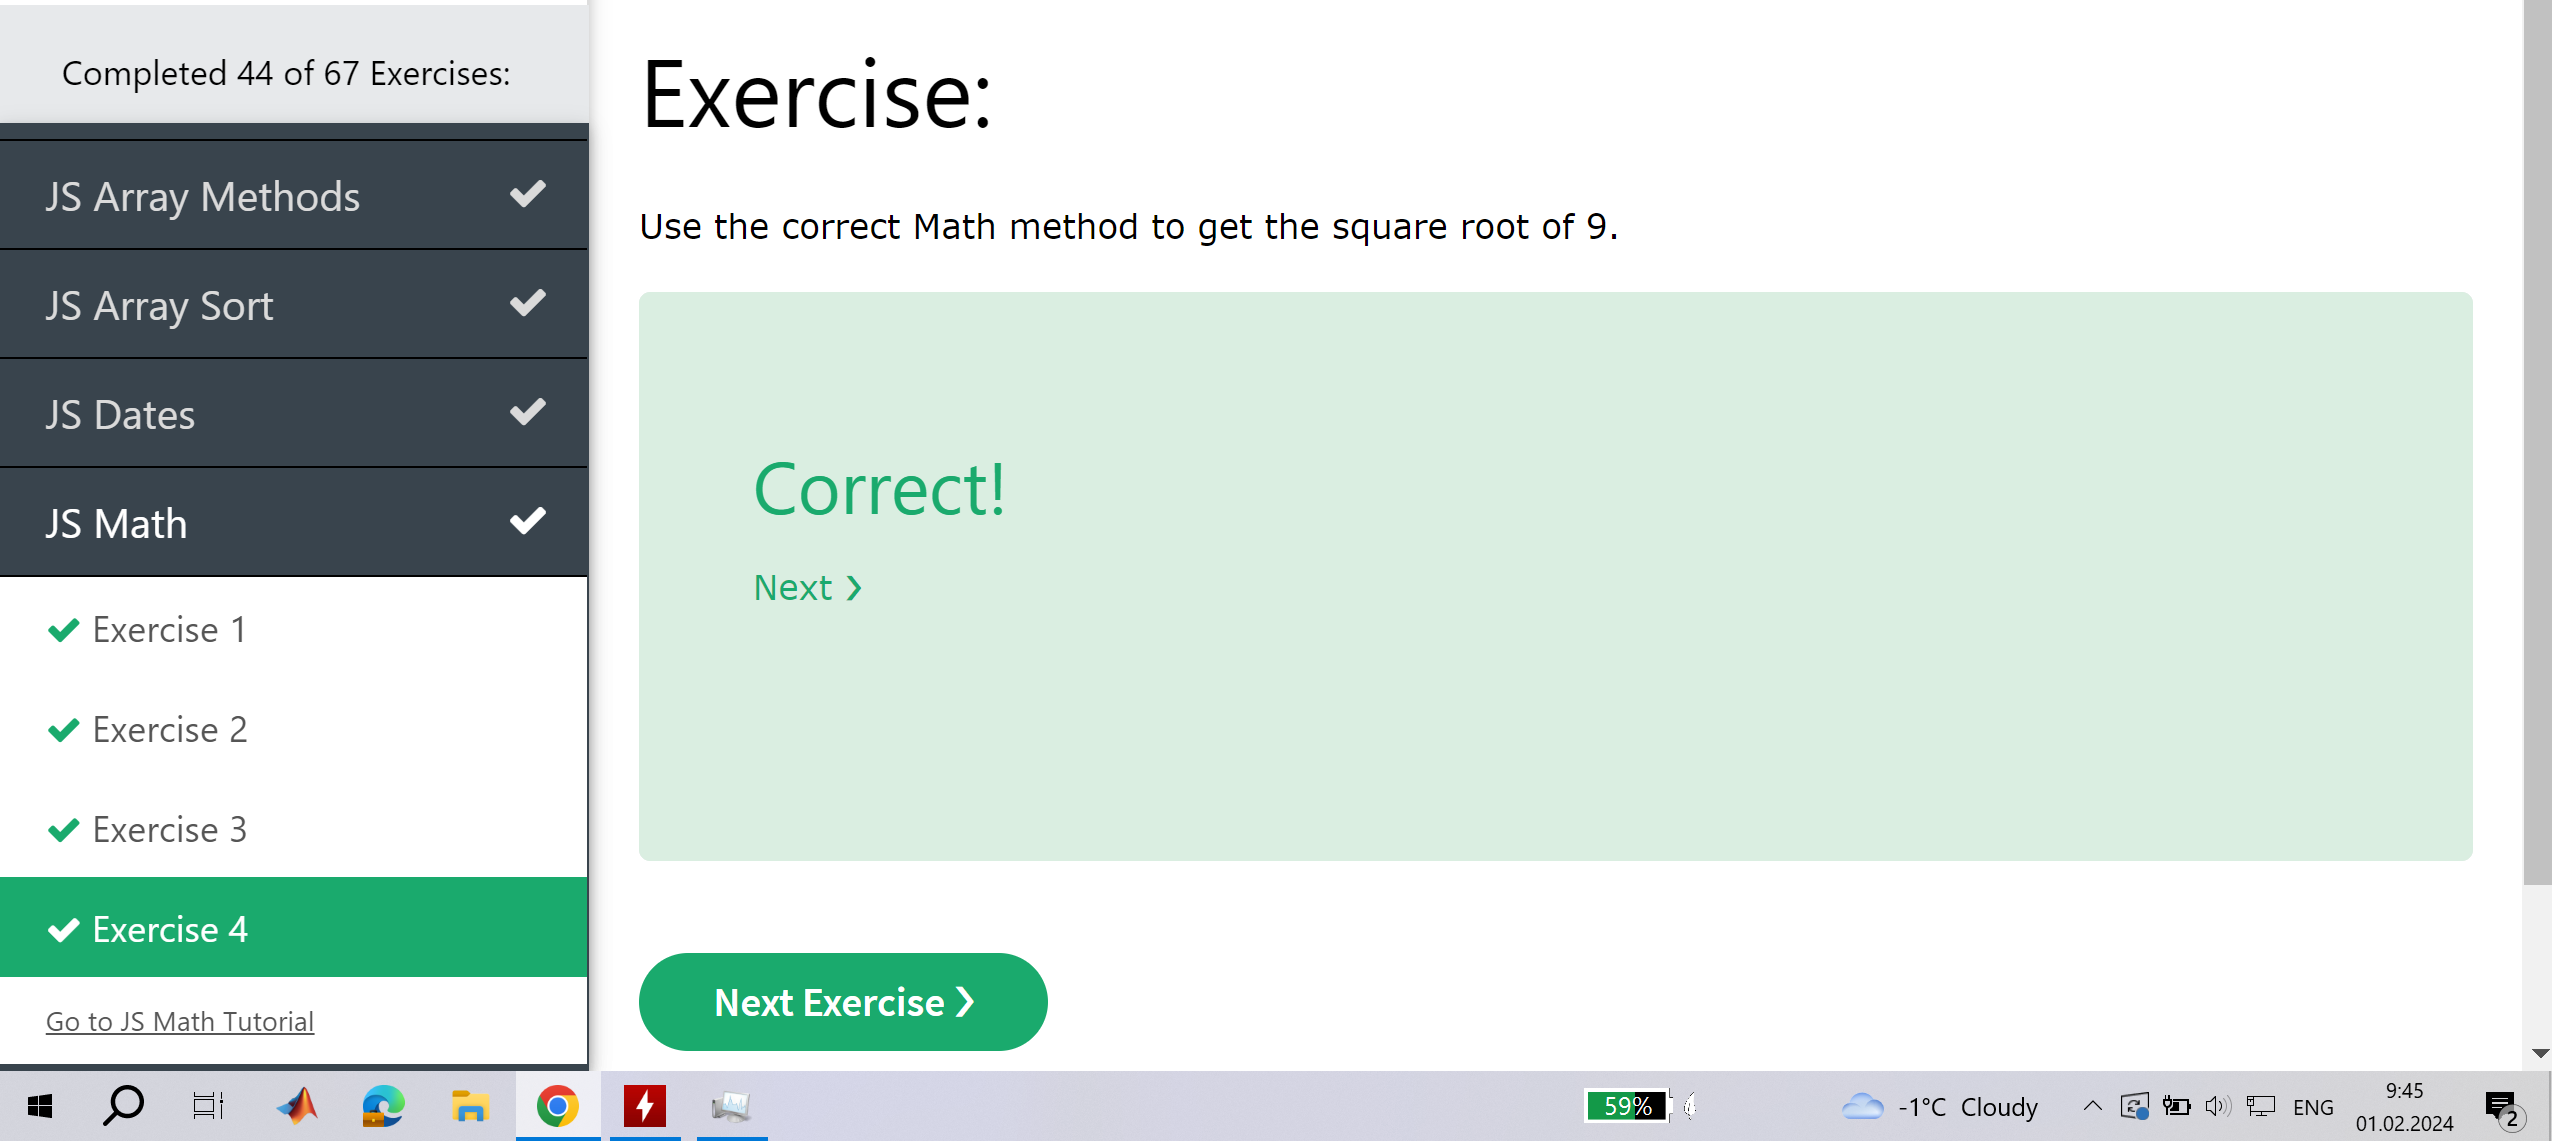 Completed 44 of 67 Exercises:
JS Array Methods
JS Array Sort
JS Dates
JS Math
Exercise 1
Exercise 2
Exercise 3
Exercise 4
Go to JS Math Tutorial
Exercise:
Use the correct Math method to get the square root of 9.
Correct!
Next ❯
Next Exercise ❯
59%
-1°C Cloudy
ENG
9:45
01.02.2024
2